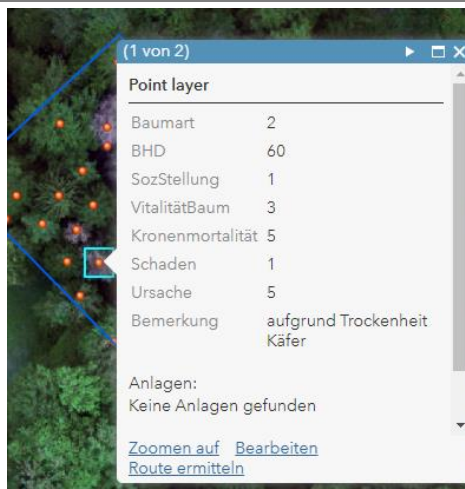 (1 von 2)
Point layer
Baumart 2
BHD 60
SozStellung 1
VitalitätBaum 3
Kronenmortalität 5
Schaden 1
Ursache 5
Bemerkung aufgrund Trockenheit
Käfer
Anlagen:
Keine Anlagen gefunden
Zoomen auf Bearbeiten
Route ermitteln